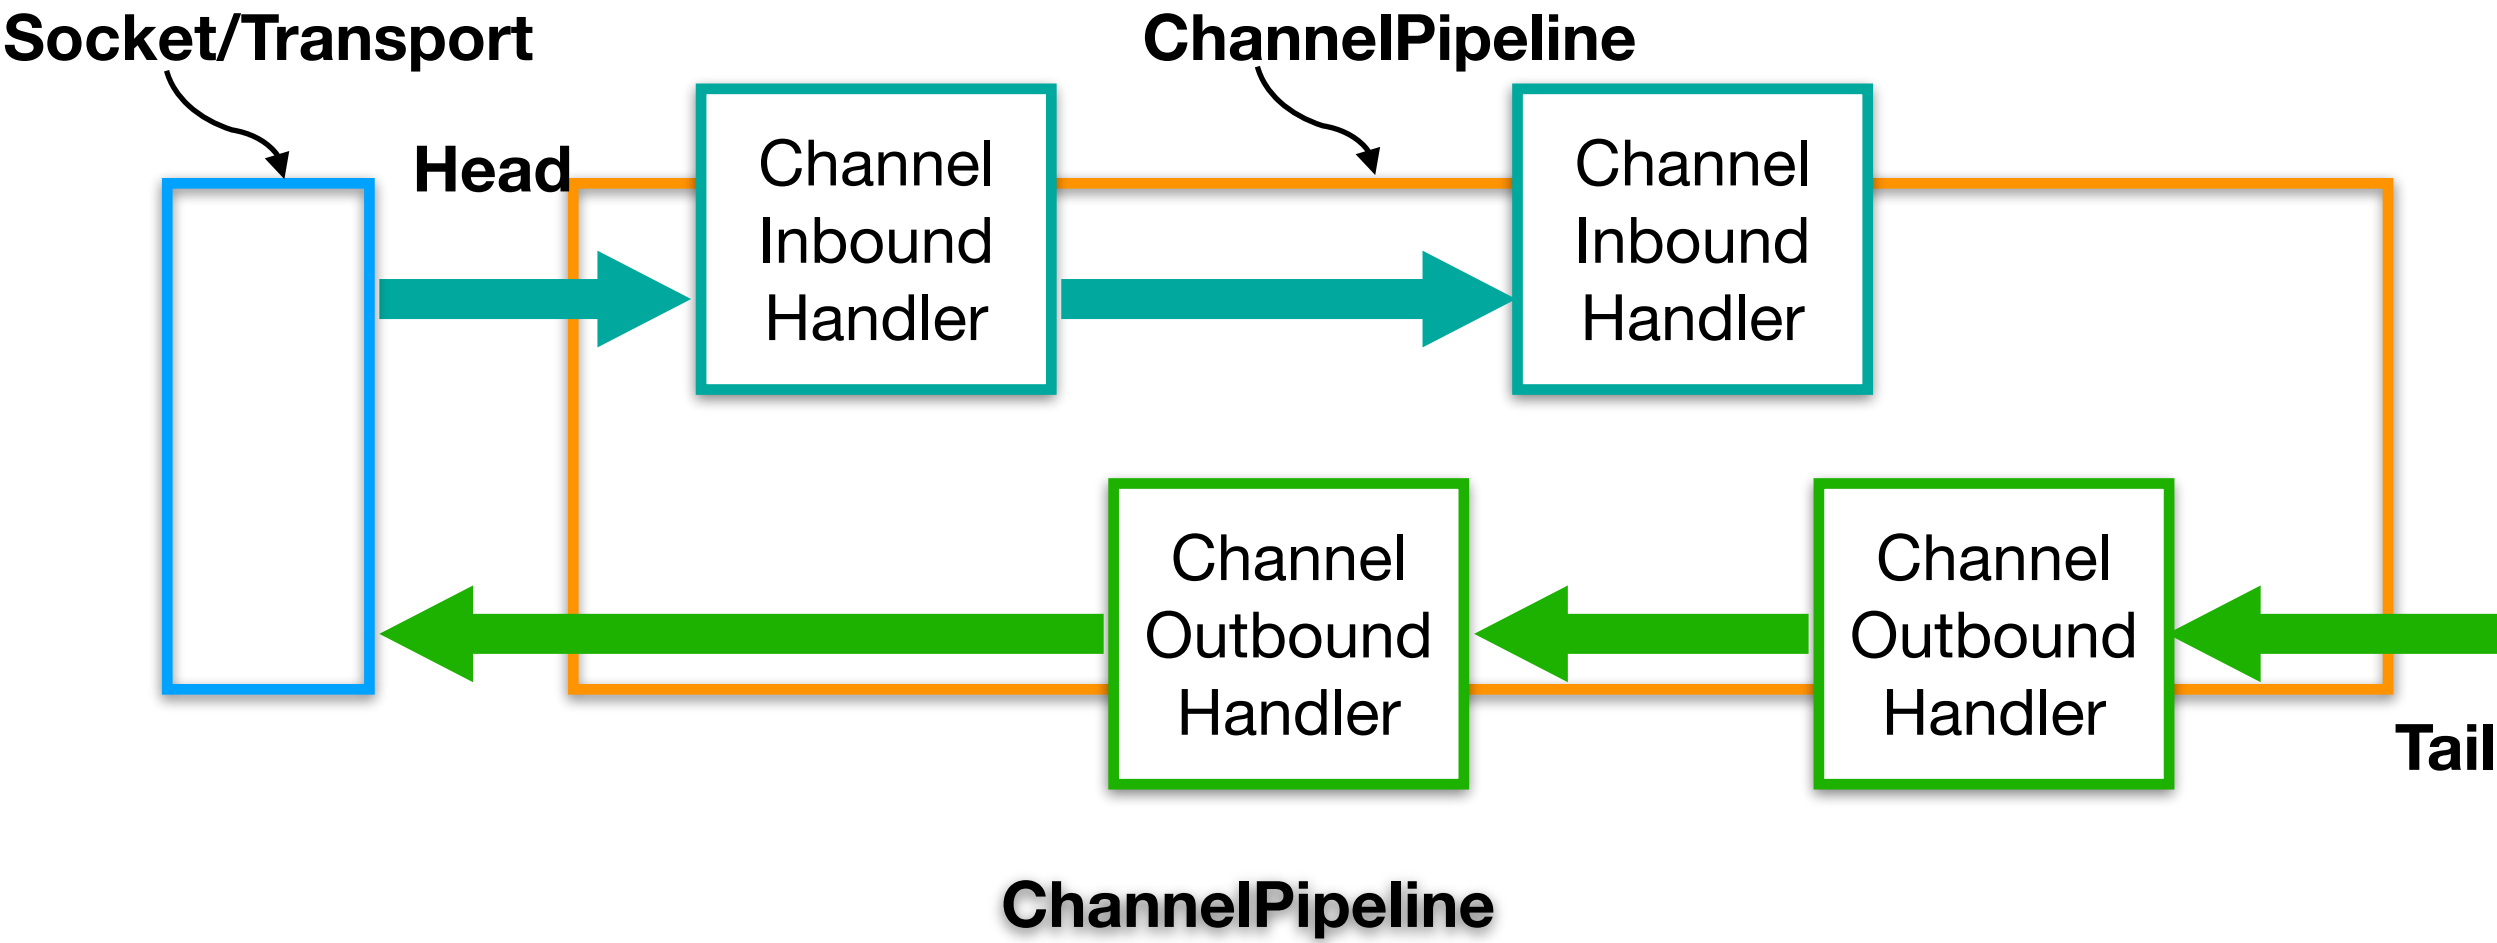 Socket/Transport
ChannelPipeline
Head
Channel
Inbound
Handler
Channel
Inbound
Handler
Channel
Outbound
Handler
Channel
Outbound
Handler
Tail
ChannelPipeline